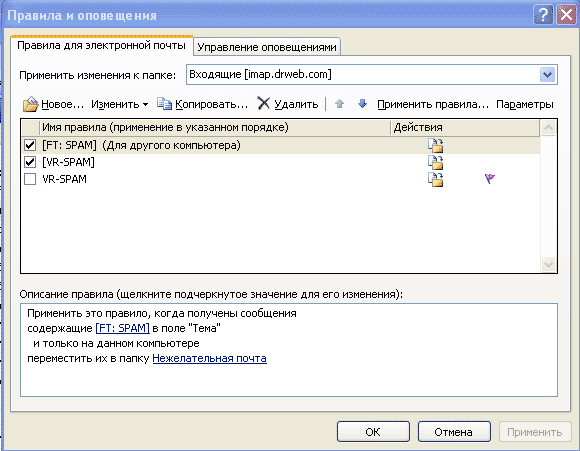 Правила и оповещения
Правила для электронной почты Управление оповещениями
Применить изменения к папке: Входящие [imap.drweb.com]
Новое... Изменить Копировать... Удалить Применить правила... Параметры
Имя правила (применение в указанном порядке) Действия
[FT: SPAM] (Для другого компьютера)
[VR-SPAM]
VR-SPAM
Описание правила (щелкните подчеркнутое значение для его изменения):
Применить это правило, когда получены сообщения
содержащие [FT: SPAM] в поле "Тема"
и только на данном компьютере
переместить их в папку Нежелательная почта
ОК Отмена Применить